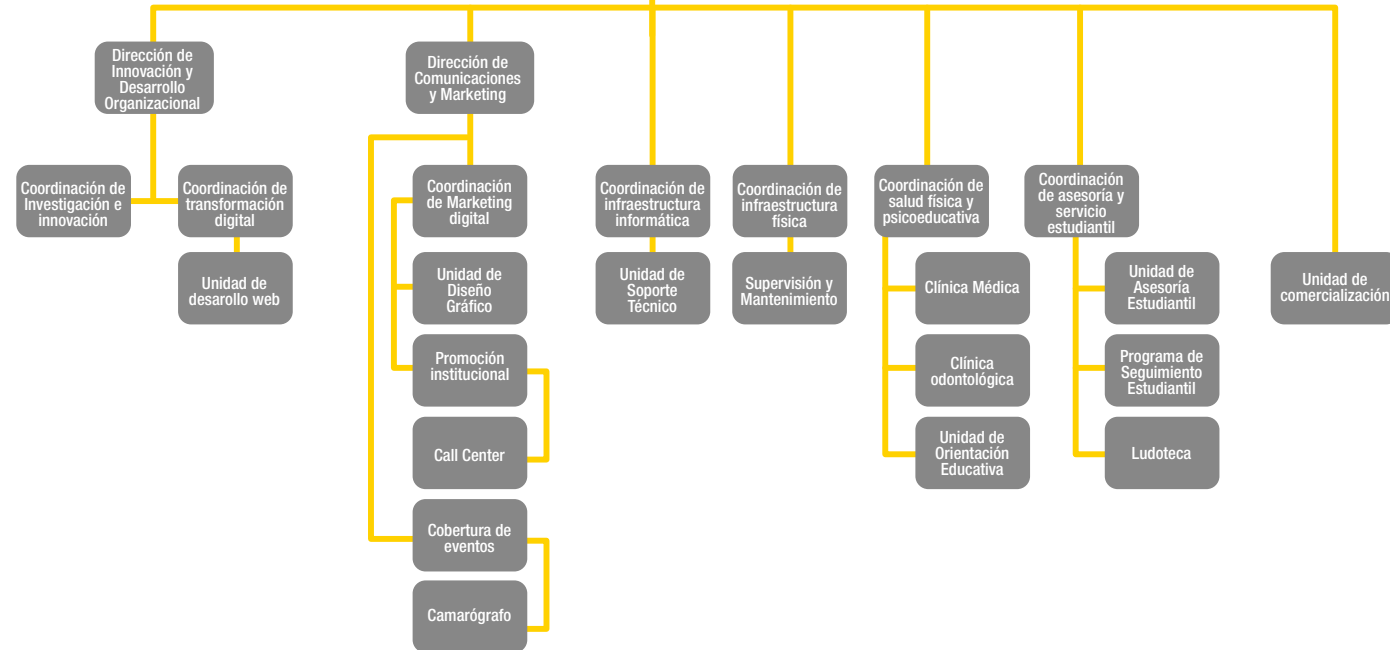 Dirección de
Innovación y
Desarrollo
Organizacional
Dirección de
Comunicaciones
y Marketing
Coordinación de
Investigación e
innovación
Coordinación de
transformación
digital
Coordinación
de Marketing
digital
Coordinación de
infraestructura
informática
Coordinación de
infraestructura
física
Coordinación de
salud física y
psicoeducativa
Coordinación
de asesoría y
servicio
estudiantil
Unidad de
desarollo web
Unidad de
Diseño
Gráfico
Unidad de
Soporte
Técnico
Supervisión y
Mantenimiento
Clínica Médica
Unidad de
Asesoría
Estudiantil
Unidad de
comercialización
Promoción
institucional
Clínica
odontológica
Programa de
Seguimiento
Estudiantil
Call Center
Unidad de
Orientación
Educativa
Ludoteca
Cobertura de
eventos
Camarógrafo